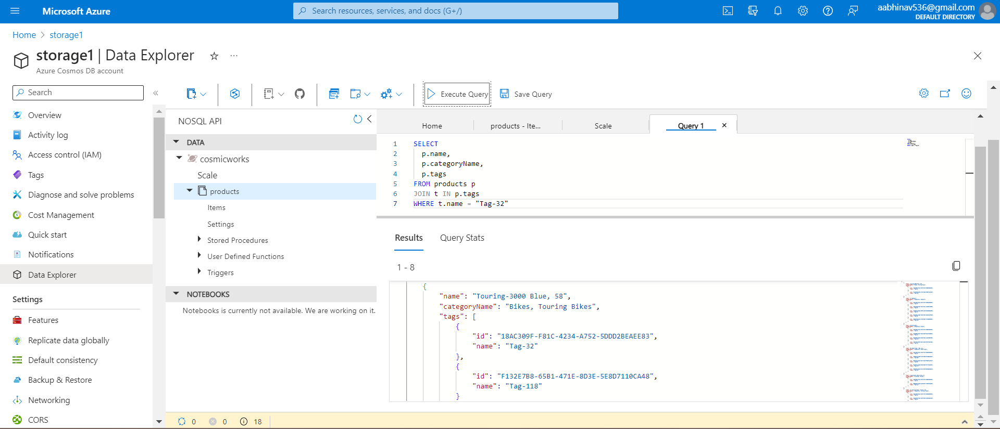 Microsoft Azure
Search resources, services, and docs (G+/)
aabhinav536@gmail.com
DEFAULT DIRECTORY
Home > storage1
storage1 | Data Explorer
Azure Cosmos DB account
Search
Overview
Activity log
Access control (IAM)
Tags
Diagnose and solve problems
Cost Management
Quick start
Notifications
Data Explorer
Settings
Features
Replicate data globally
Default consistency
Backup & Restore
Networking
CORS
Execute Query
Save Query
NOSQL API
DATA
cosmicworks
Scale
products
Items
Settings
Stored Procedures
User Defined Functions
Triggers
NOTEBOOKS
Notebooks is currently not available. We are working on it.
Home
products - Ite...
Scale
Query 1
1 SELECT
2 p.name,
3 p.categoryName,
4 p.tags
5 FROM products p
6 JOIN t IN p.tags
7 WHERE t.name = "Tag-32"
Results
Query Stats
1 - 8
{
"name": "Touring-3000 Blue, 58",
"categoryName": "Bikes, Touring Bikes",
"tags": [
{
"id": "18AC309F-F81C-4234-A752-5DDD2BEAEE83",
"name": "Tag-32"
},
{
"id": "F132E7B8-65B1-471E-8D3E-5E8D7110CA48",
"name": "Tag-118"
}
0 0 18